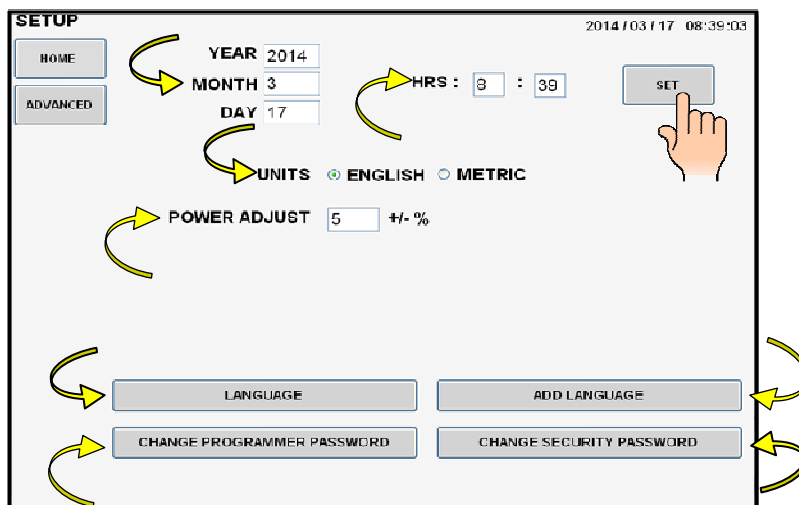 SETUP
2014/03/17 08:39:03
HOME
ADVANCED
YEAR 2014
MONTH 3
DAY 17
HRS : 8 : 39
SET
UNITS ENGLISH METRIC
POWER ADJUST 5 +/- %
LANGUAGE
ADD LANGUAGE
CHANGE PROGRAMMER PASSWORD
CHANGE SECURITY PASSWORD